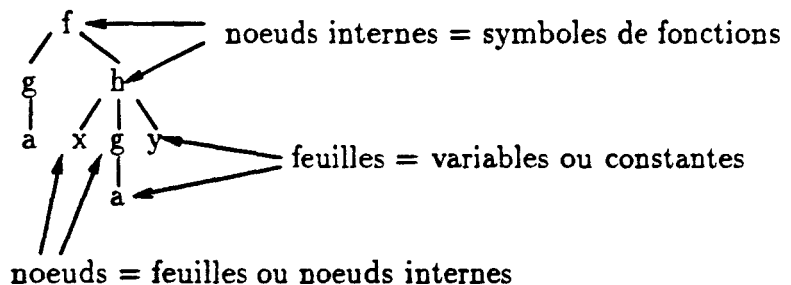 f
noeuds internes = symboles de fonctions
g h
a x g y
feuilles = variables ou constantes
a
noeuds = feuilles ou noeuds internes